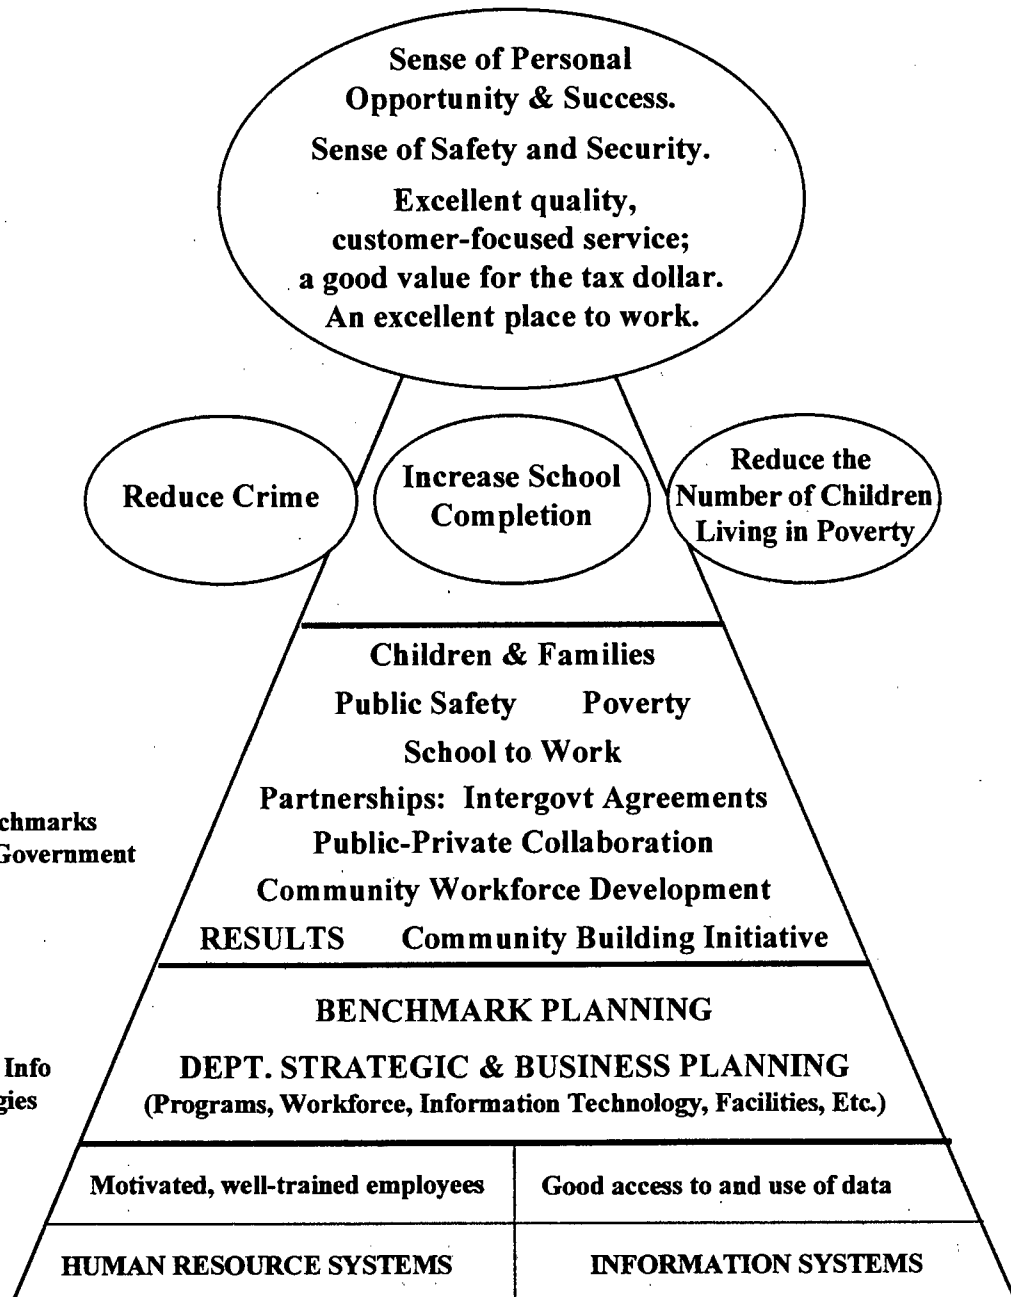 Sense of Personal
Opportunity & Success.
Sense of Safety and Security.
Excellent quality,
customer-focused service;
a good value for the tax dollar.
An excellent place to work.
Reduce Crime
Increase School
Completion
Reduce the
Number of Children
Living in Poverty
Children & Families
Public Safety Poverty
School to Work
Partnerships: Intergovt Agreements
Public-Private Collaboration
Community Workforce Development
RESULTS Community Building Initiative
chmarks
Government
BENCHMARK PLANNING
DEPT. STRATEGIC & BUSINESS PLANNING
(Programs, Workforce, Information Technology, Facilities, Etc.)
Info
gies
Motivated, well-trained employees
Good access to and use of data
HUMAN RESOURCE SYSTEMS
INFORMATION SYSTEMS